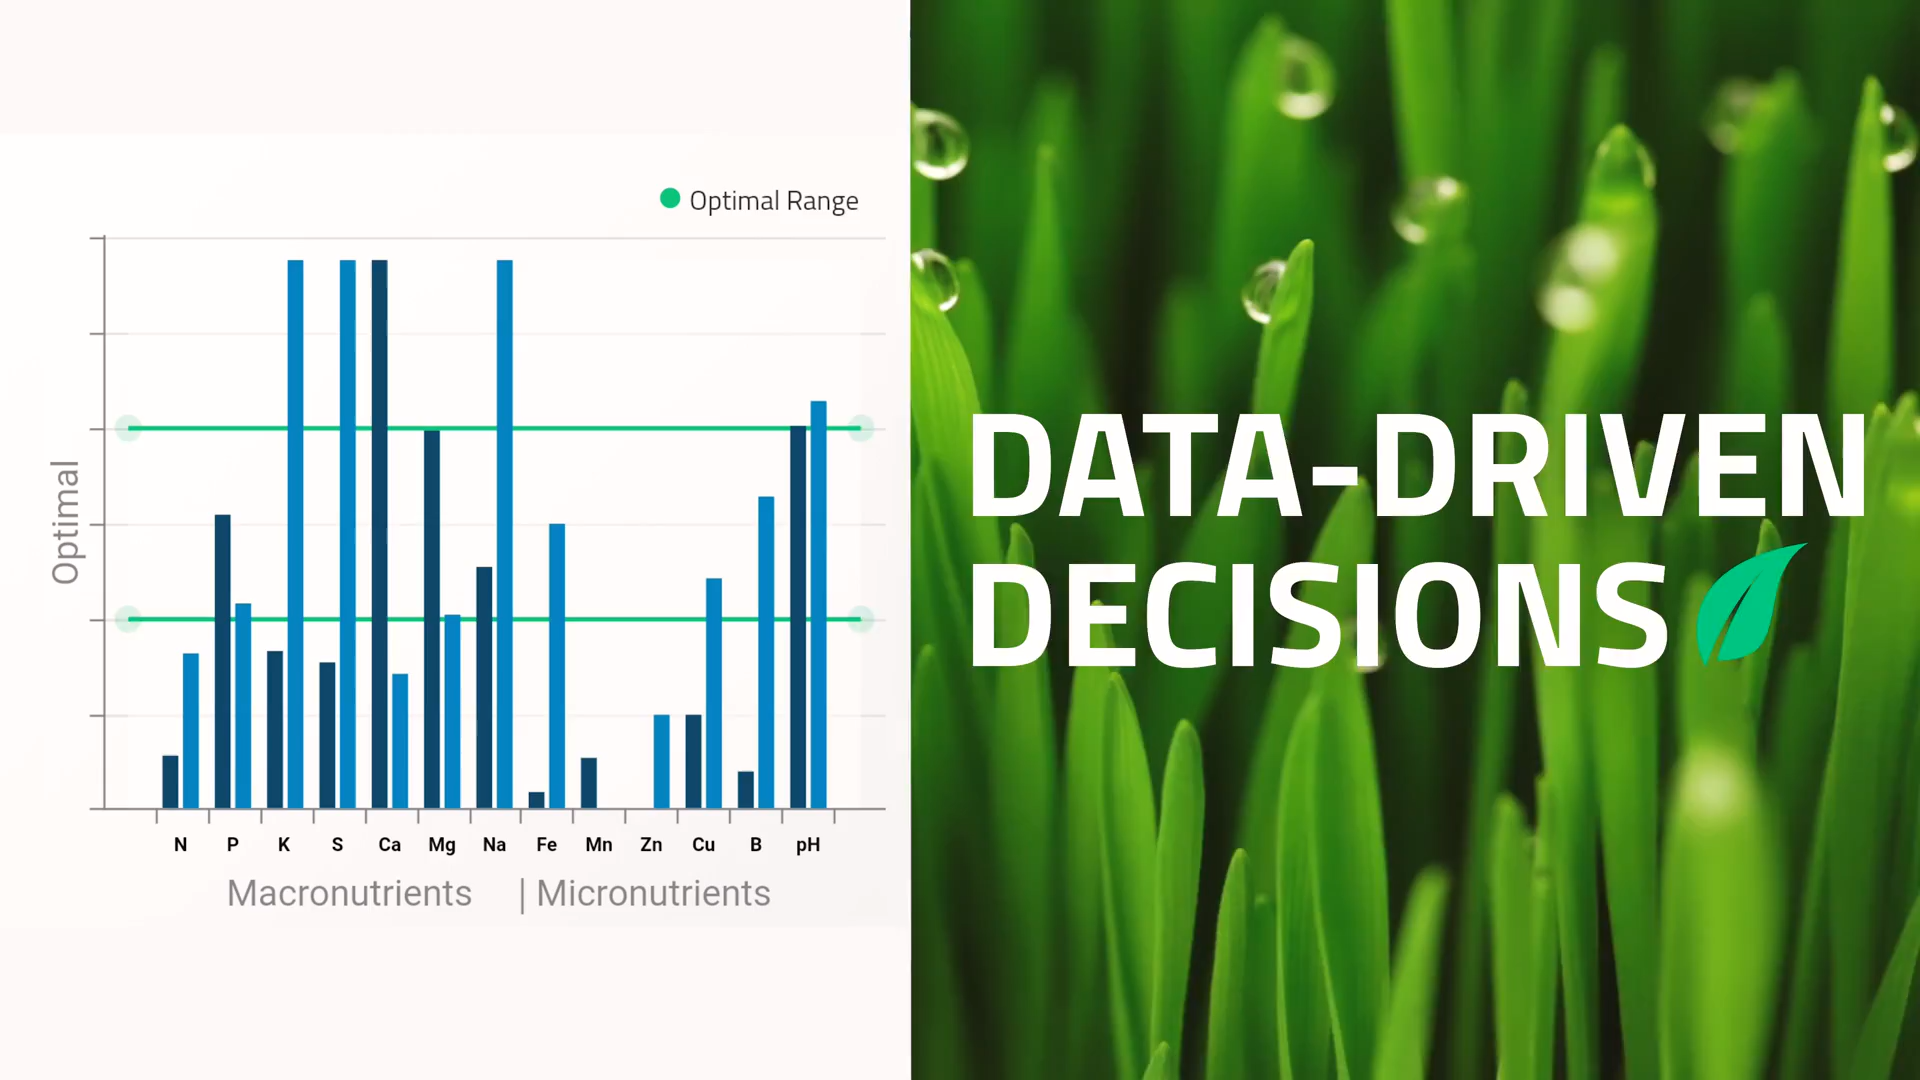 Optimal Range
Optimal
N P K S Ca Mg Na Fe Mn Zn Cu B pH
Macronutrients | Micronutrients
DATA-DRIVEN
DECISIONS